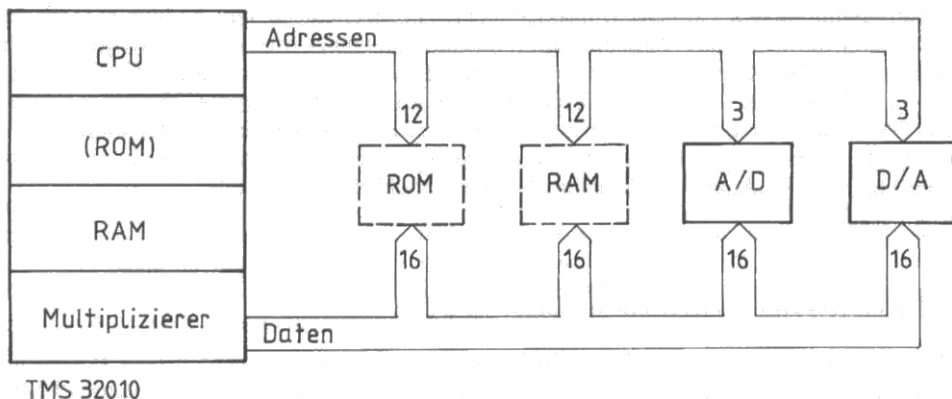 CPU
(ROM)
RAM
Multiplizierer
TMS 32010
Adressen
12
12
3
3
ROM
RAM
A/D
D/A
16
16
16
16
Daten